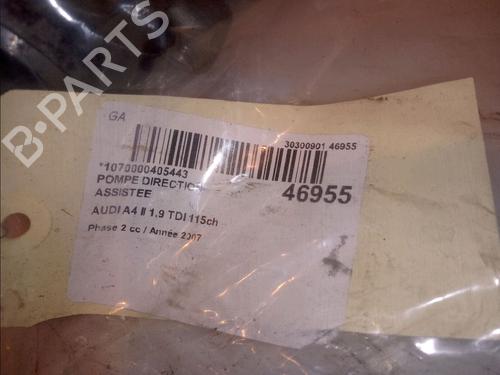 B-PARTS
GA
30300901 46955
*1070000405443
POMPE DIRECTION
ASSISTEE
46955
AUDI A4 II 1.9 TDI 115ch
Phase 2 cc / Année 2007